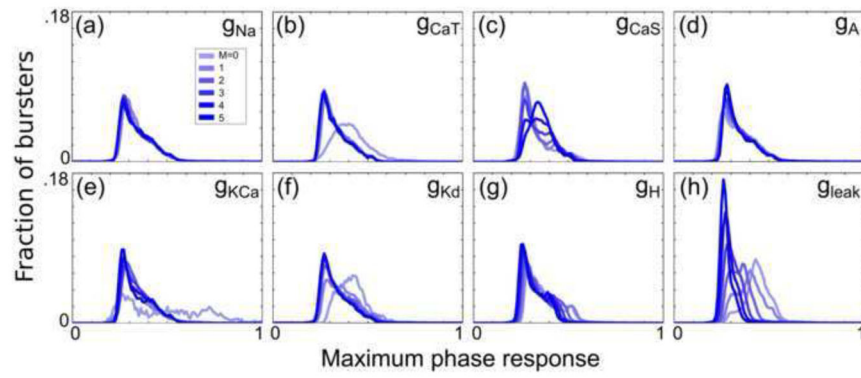 .18
(a) gNa
M=0
1
2
3
4
5
(b) gCaT
(c) gCaS
(d) gA
0
Fraction of bursters
.18
(e) gKCa
(f) gKd
(g) gH
(h) gleak
0
0 1 0 1 0 1 0 1
Maximum phase response